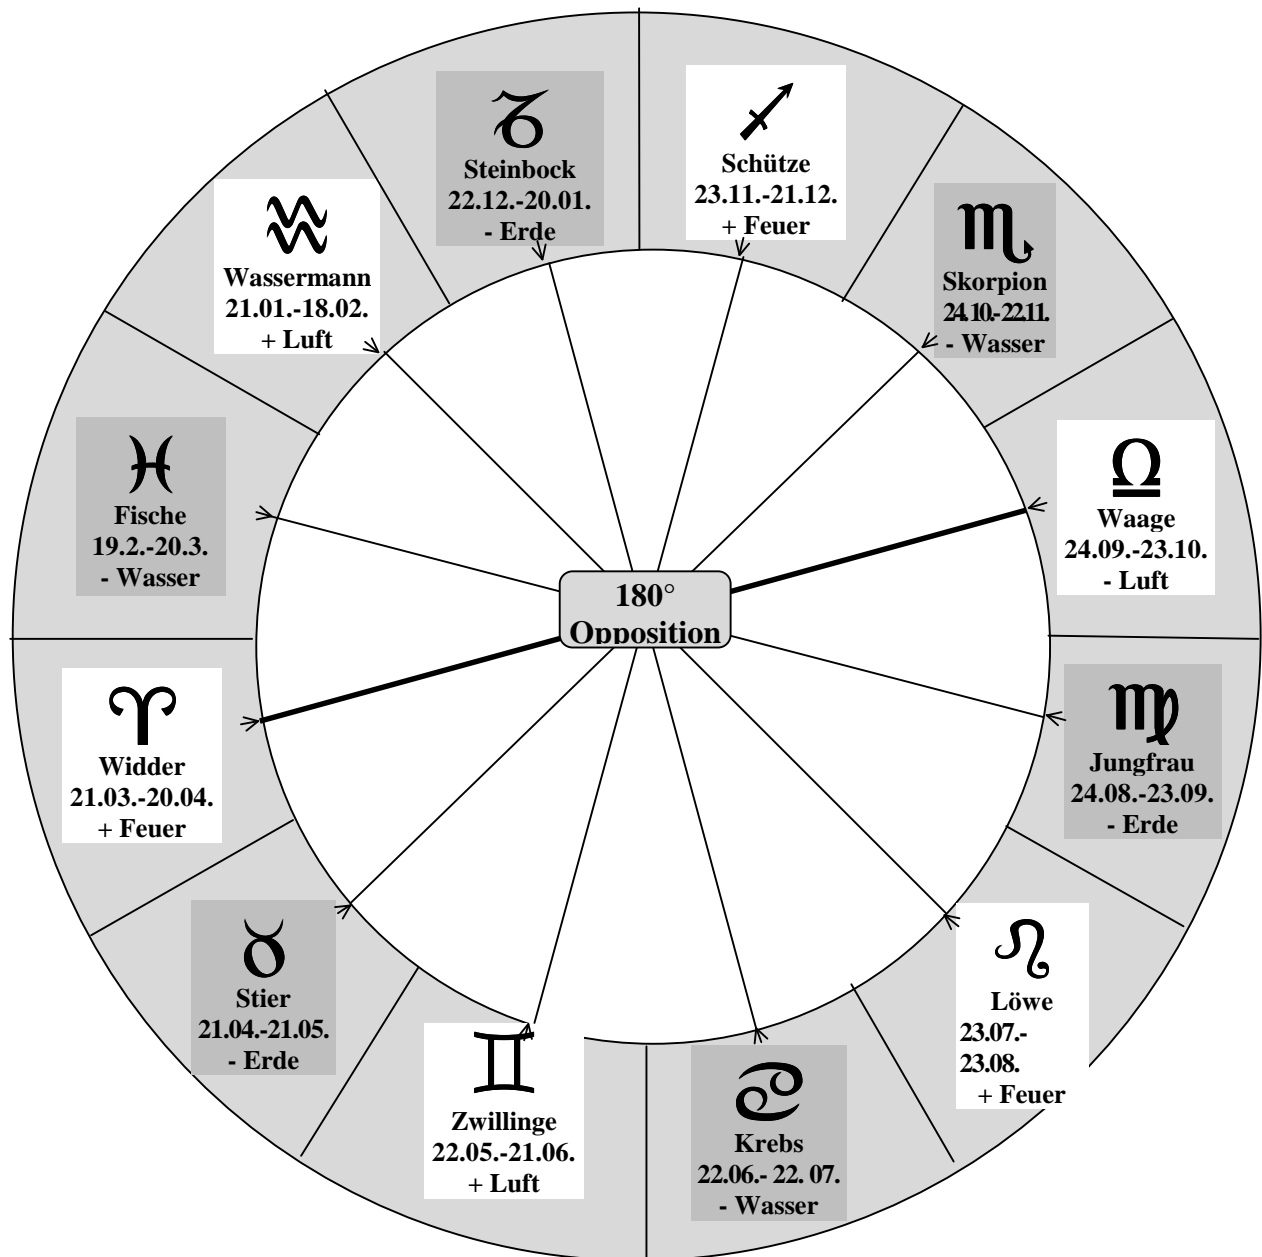 Steinbock
22.12.-20.01.
- Erde
Schütze
23.11.-21.12.
+ Feuer
Wassermann
21.01.-18.02.
+ Luft
Skorpion
24.10.-22.11.
- Wasser
Fische
19.2.-20.3.
- Wasser
Waage
24.09.-23.10.
- Luft
180°
Opposition
Widder
21.03.-20.04.
+ Feuer
Jungfrau
24.08.-23.09.
- Erde
Stier
21.04.-21.05.
- Erde
Löwe
23.07.-
23.08.
+ Feuer
Zwillinge
22.05.-21.06.
+ Luft
Krebs
22.06.- 22. 07.
- Wasser